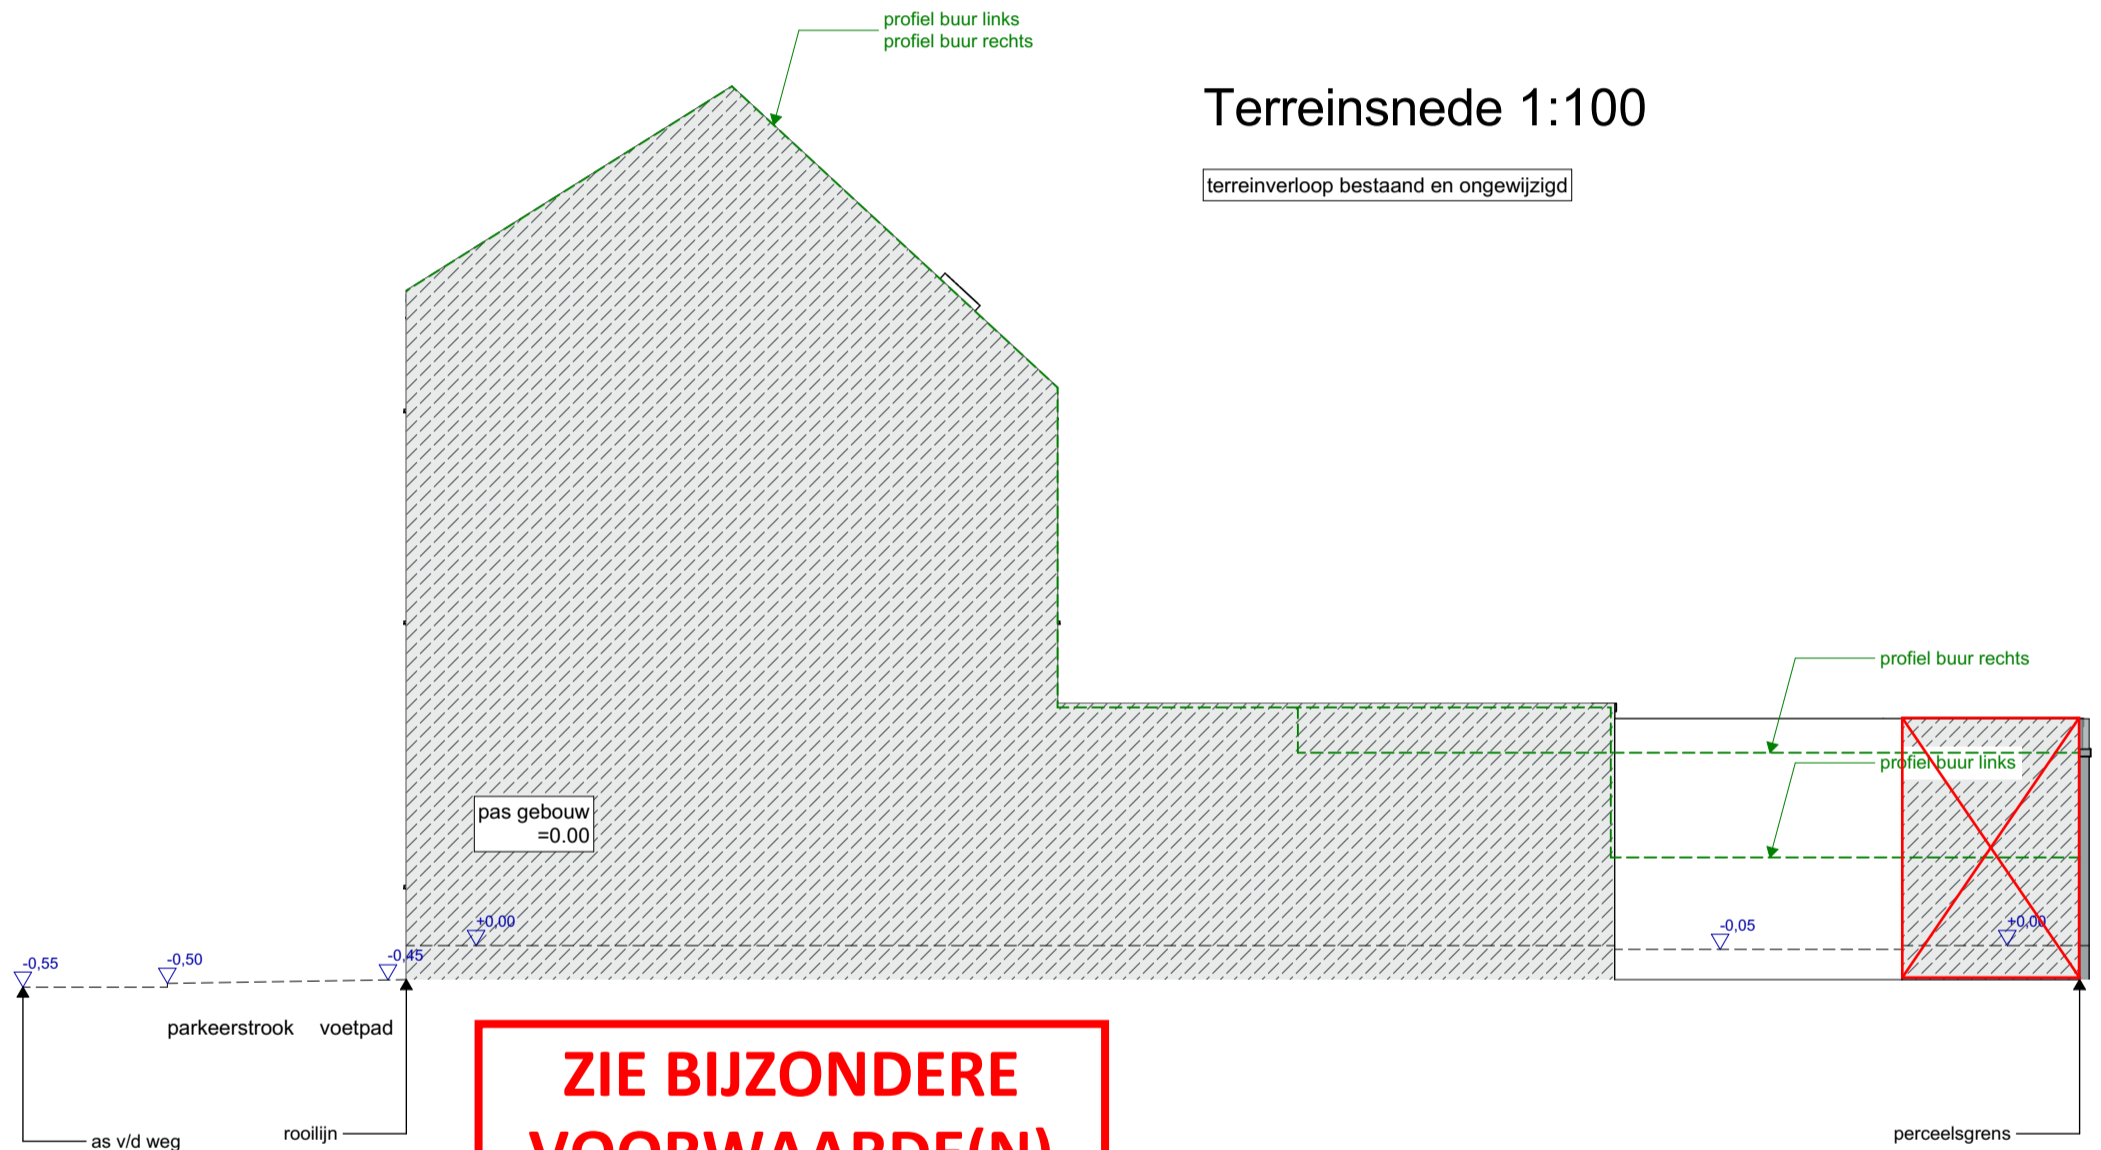 profiel buur links
profiel buur rechts
Terreinsnede 1:100
terreinverloop bestaand en ongewijzigd
profiel buur rechts
profiel buur links
pas gebouw
=0.00
+0,00
-0,05
+0,00
-0,55
-0,50
-0,45
parkeerstrook voetpad
ZIE BIJZONDERE
VOORWAARDE(N)
as v/d weg
rooilijn
perceelsgrens